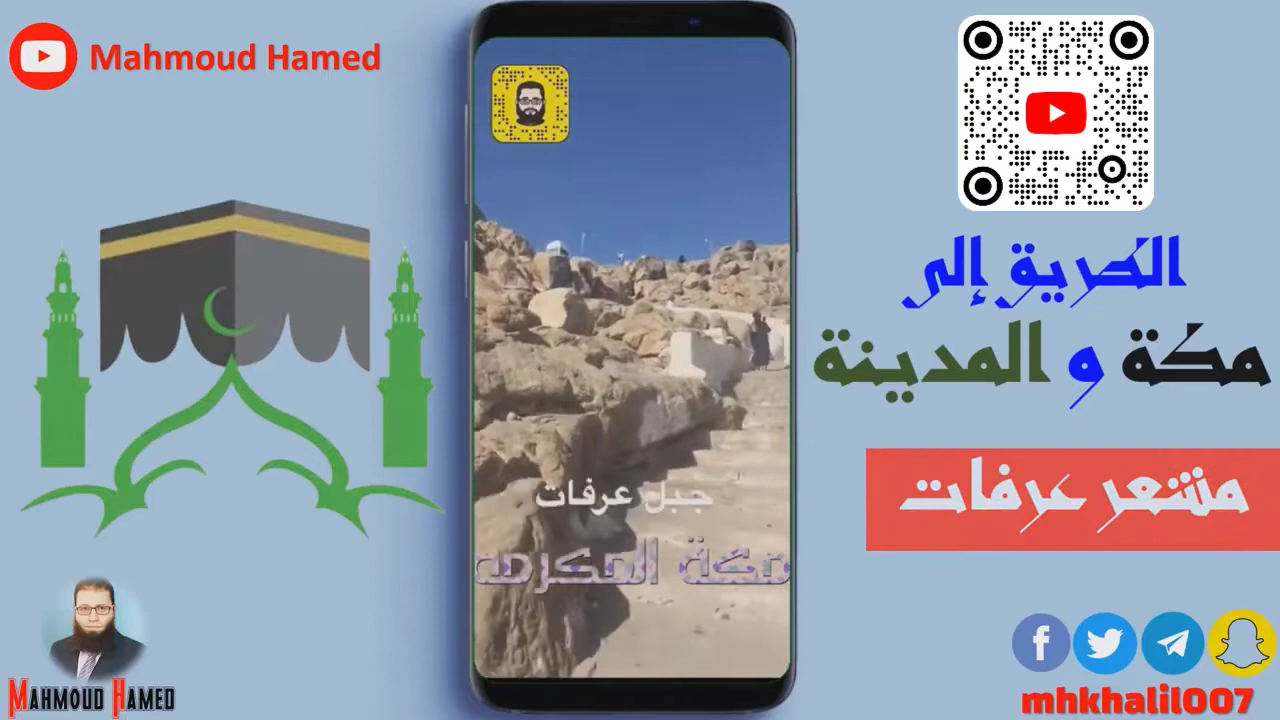 Mahmoud Hamed
الطريق إلى
مكة و المدينة
مشعر عرفات
جبل عرفات
مكة المكرمة
MAHMOUD HAMED
mhkhalil007